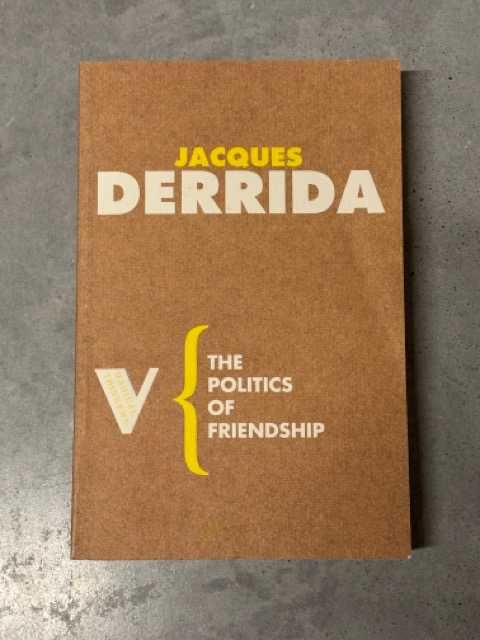 JACQUES
DERRIDA
V
THE
POLITICS
OF
FRIENDSHIP